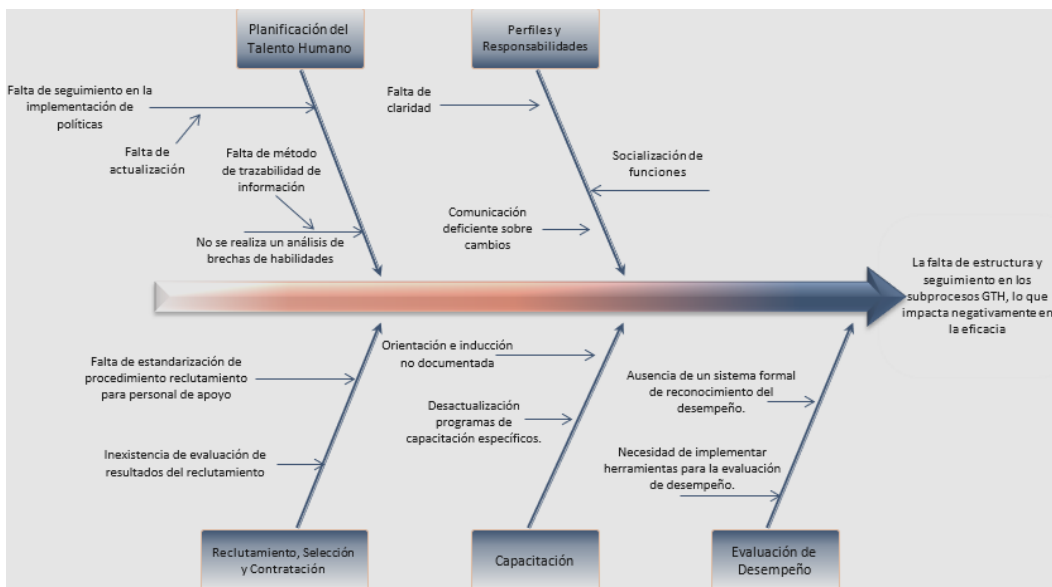 Planificación del
Talento Humano
Perfiles y
Responsabilidades
Falta de seguimiento en la
implementación de
políticas
Falta de
actualización
Falta de método
de trazabilidad de
información
No se realiza un análisis de
brechas de habilidades
Falta de
claridad
Socialización de
funciones
Comunicación
deficiente sobre
cambios
La falta de estructura y
seguimiento en los
subprocesos GTH, lo que
impacta negativamente en
la eficacia
Falta de estandarización de
procedimiento reclutamiento
para personal de apoyo
Inexistencia de evaluación de
resultados del reclutamiento
Orientación e inducción
no documentada
Desactualización
programas de
capacitación específicos.
Ausencia de un sistema formal
de reconocimiento del
desempeño.
Necesidad de implementar
herramientas para la evaluación
de desempeño.
Reclutamiento, Selección
y Contratación
Capacitación
Evaluación de
Desempeño